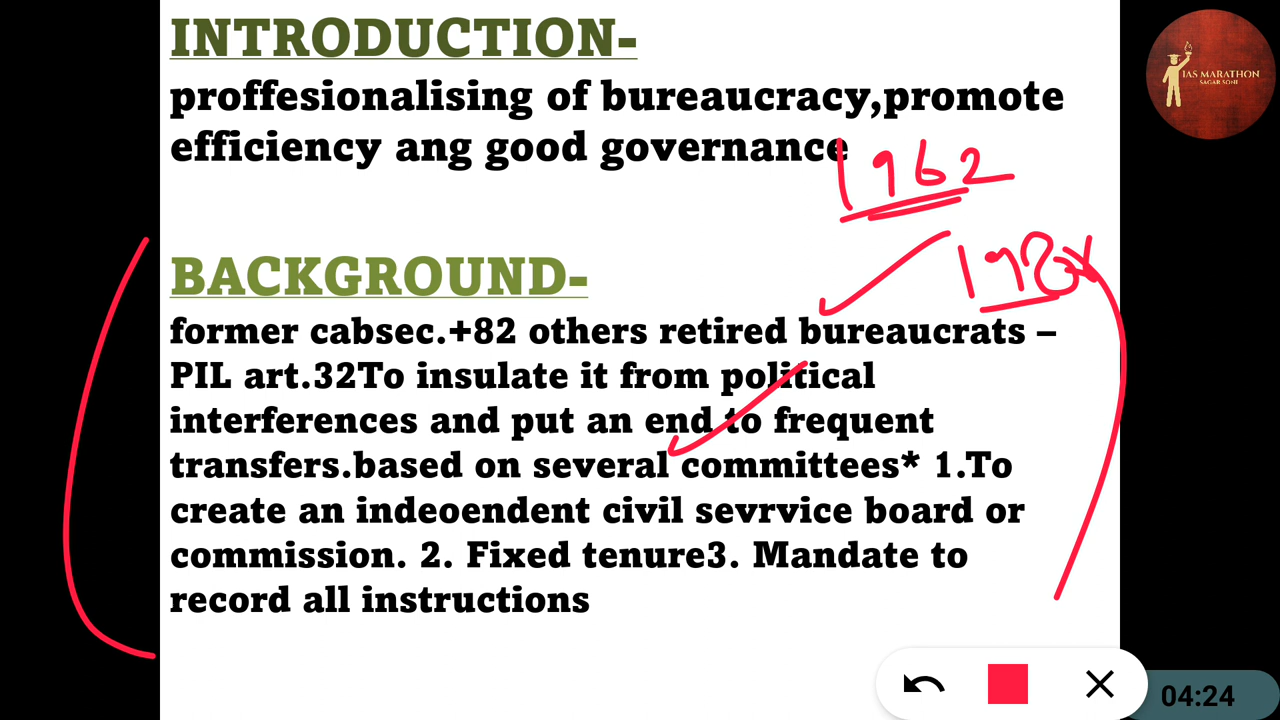 INTRODUCTION-
proffesionalising of bureaucracy,promote
efficiency ang good governance
1962
BACKGROUND-
former cabsec.+82 others retired bureaucrats –
PIL art.32To insulate it from political
interferences and put an end to frequent
transfers.based on several committees* 1.To
create an indeoendent civil sevrvice board or
commission. 2. Fixed tenure3. Mandate to
record all instructions
IAS MARATHON
SAGAR SONI
04:24